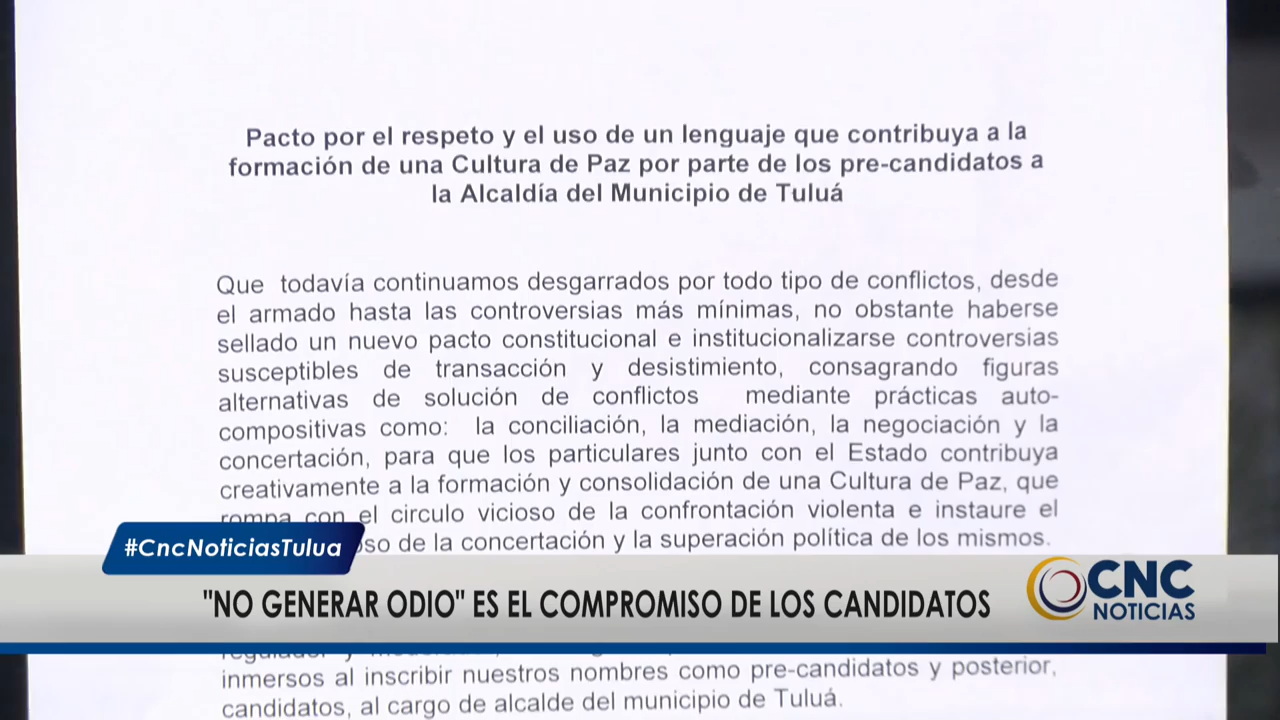 Pacto por el respeto y el uso de un lenguaje que contribuya a la
formación de una Cultura de Paz por parte de los pre-candidatos a
la Alcaldía del Municipio de Tuluá
Que todavía continuamos desgarrados por todo tipo de conflictos, desde
el armado hasta las controversias más mínimas, no obstante haberse
sellado un nuevo pacto constitucional e institucionalizarse controversias
susceptibles de transacción y desistimiento, consagrando figuras
alternativas de solución de conflictos mediante prácticas auto-
compositivas como: la conciliación, la mediación, la negociación y la
concertación, para que los particulares junto con el Estado contribuya
creativamente a la formación y consolidación de una Cultura de Paz, que
rompa con el circulo vicioso de la confrontación violenta e instaure el
de la concertación y la superación política de los mismos.
#CncNoticiasTulua
"NO GENERAR ODIO" ES EL COMPROMISO DE LOS CANDIDATOS
CNC
NOTICIAS
inmersos al inscribir nuestros nombres como pre-candidatos y posterior,
candidatos, al cargo de alcalde del municipio de Tuluá.